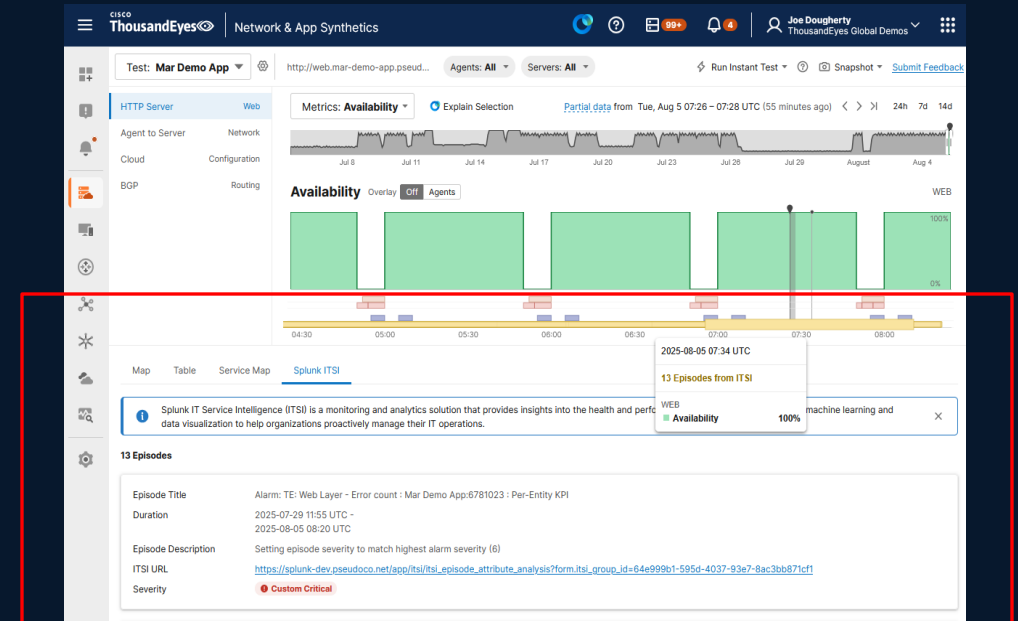 CISCO
ThousandEyes
Network & App Synthetics
99+
4
Joe Dougherty
ThousandEyes Global Demos
Test: Mar Demo App
http://web.mar-demo-app.pseud...
Agents: All
Servers: All
Run Instant Test
Snapshot
Submit Feedback
HTTP Server Web
Agent to Server Network
Cloud Configuration
BGP Routing
Metrics: Availability
Explain Selection
Partial data from Tue, Aug 5 07:26 – 07:28 UTC (55 minutes ago)
24h 7d 14d
Jul 8 Jul 11 Jul 14 Jul 17 Jul 20 Jul 23 Jul 26 Jul 29 August Aug 4
Availability Overlay Off Agents
WEB
100%
0%
04:30 05:00 05:30 06:00 06:30 07:00 07:30 08:00
2025-08-05 07:34 UTC
13 Episodes from ITSI
WEB
Availability 100%
Map Table Service Map Splunk ITSI
Splunk IT Service Intelligence (ITSI) is a monitoring and analytics solution that provides insights into the health and perfo machine learning and
data visualization to help organizations proactively manage their IT operations.
13 Episodes
Episode Title Alarm: TE: Web Layer - Error count : Mar Demo App:6781023 : Per-Entity KPI
Duration 2025-07-29 11:55 UTC -
2025-08-05 08:20 UTC
Episode Description Setting episode severity to match highest alarm severity (6)
ITSI URL https://splunk-dev.pseudoco.net/app/itsi/itsi_episode_attribute_analysis?form.itsi_group_id=64e999b1-595d-4037-93e7-8ac3bb871cf1
Severity Custom Critical